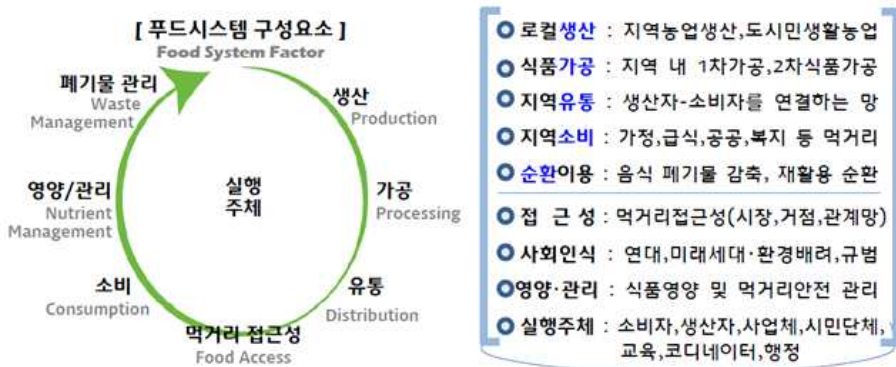 [ 푸드시스템 구성요소 ]
Food System Factor
폐기물 관리
Waste
Management
생산
Production
영양/관리
Nutrient
Management
실행
주체
가공
Processing
소비
Consumption
유통
Distribution
먹거리 접근성
Food Access
로컬생산 : 지역농업생산,도시민생활농업
식품가공 : 지역 내 1차가공,2차식품가공
지역유통 : 생산자-소비자를 연결하는 망
지역소비 : 가정,급식,공공,복지 등 먹거리
순환이용 : 음식 폐기물 감축, 재활용 순환
접 근 성 : 먹거리접근성(시장,거점,관계망)
사회인식 : 연대,미래세대·환경배려,규범
영양·관리 : 식품영양 및 먹거리안전 관리
실행주체 : 소비자,생산자,사업체,시민단체,
교육,코디네이터,행정